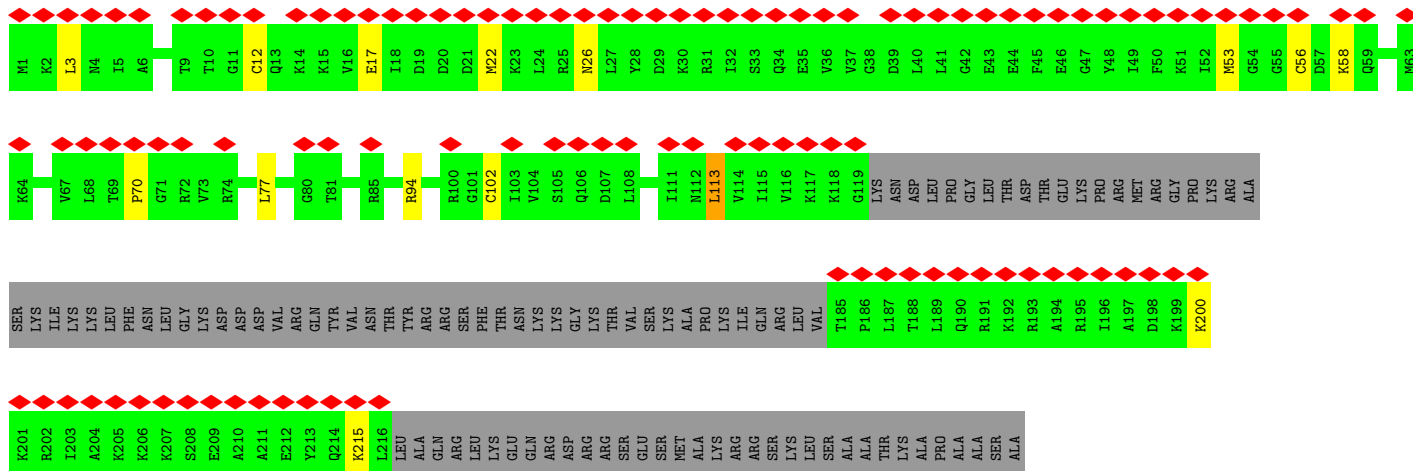 M1 K2 L3 N4 I5 A6 T9 T10 G11 C12 Q13 K14 K15 V16 E17 I18 D19 D20 D21 M22 K23 L24 R25 N26 L27 Y28 D29 K30 R31 I32 S33 Q34 E35 V36 V37 G38 D39 L40 L41 G42 E43 E44 F45 E46 G47 Y48 I49 F50 K51 I52 M53 G54 G55 C56 D57 K58 Q59 M63
K64 V67 L68 T69 P70 G71 R72 V73 R74 L77 G80 T81 R85 R94 R100 G101 C102 I103 V104 S105 Q106 D107 L108 I111 N112 L113 V114 I115 V116 K117 K118 G119 LYS ASN ASP LEU PRO GLY LEU THR ASP THR GLU LYS PRO ARG MET ARG GLY PRO LYS ARG ALA
SER LYS ILE LYS LYS LEU PHE ASN LEU GLY LYS ASP ASP ASP VAL ARG GLN TYR VAL ASN THR TYR ARG ARG SER PHE THR ASN LYS LYS GLY LYS THR VAL SER LYS ALA PRO LYS ILE GLN ARG LEU VAL T185 P186 L187 T188 L189 Q190 R191 K192 R193 A194 R195 I196 A197 D198 K199 K200
K201 R202 I203 A204 K205 K206 K207 S208 E209 A210 A211 E212 Y213 Q214 K215 L216 LEU ALA GLN ARG LEU LYS GLU GLN ARG ASP ARG ARG SER GLU SER MET ALA LYS ARG ARG SER LYS LEU SER ALA ALA THR LYS ALA PRO ALA ALA SER ALA